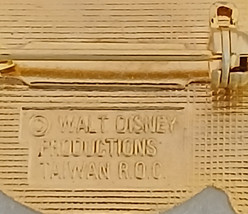 © WALT DISNEY
PRODUCTIONS
TAIWAN R.O.C.